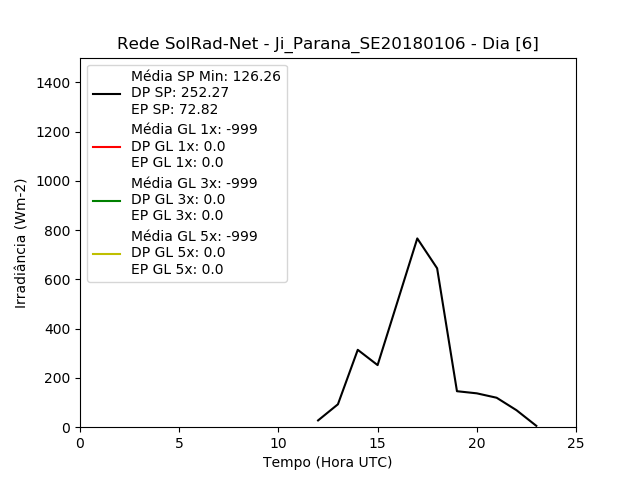 Rede SolRad-Net - Ji_Parana_SE20180106 - Dia [6]
Média SP Min: 126.26
DP SP: 252.27
EP SP: 72.82
Média GL 1x: -999
DP GL 1x: 0.0
EP GL 1x: 0.0
Média GL 3x: -999
DP GL 3x: 0.0
EP GL 3x: 0.0
Média GL 5x: -999
DP GL 5x: 0.0
EP GL 5x: 0.0
Irradiância (Wm-2)
1400
1200
1000
800
600
400
200
0
0 5 10 15 20 25
Tempo (Hora UTC)